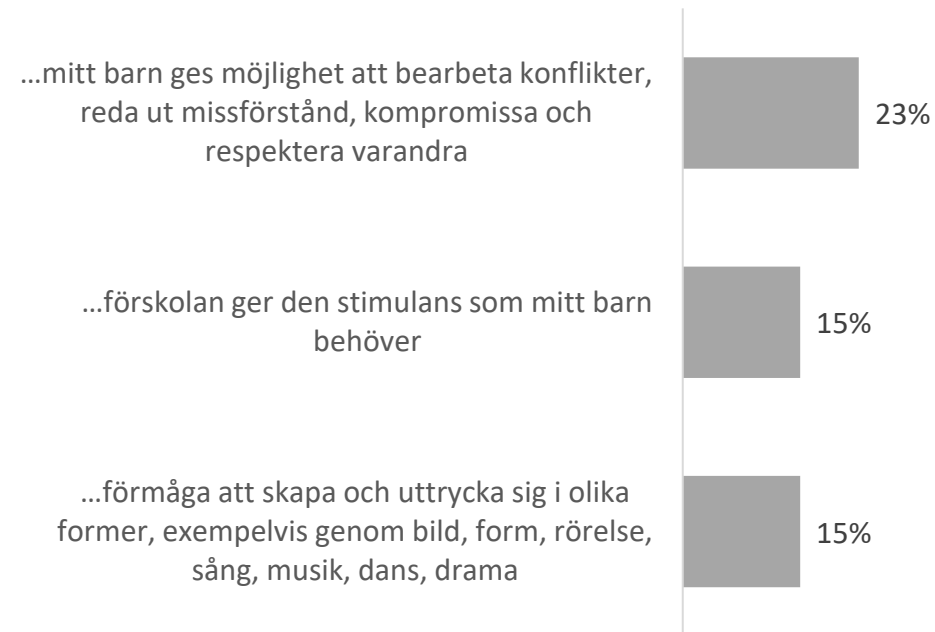 …mitt barn ges möjlighet att bearbeta konflikter,
reda ut missförstånd, kompromissa och
respektera varandra
23%
…förskolan ger den stimulans som mitt barn
behöver
15%
…förmåga att skapa och uttrycka sig i olika
former, exempelvis genom bild, form, rörelse,
sång, musik, dans, drama
15%